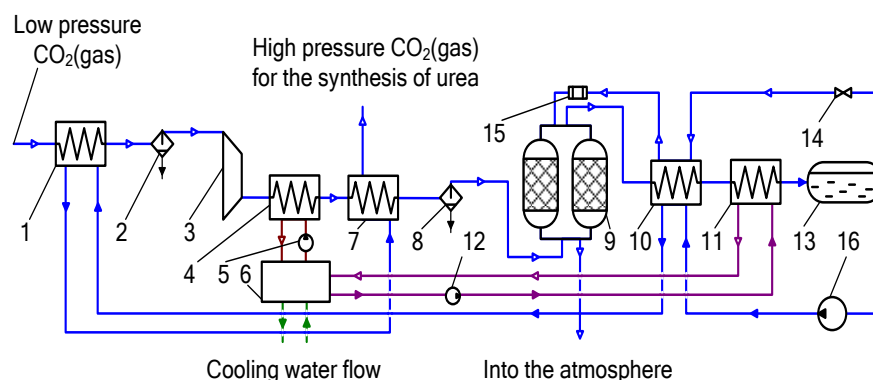 Low pressure
CO₂(gas)
High pressure CO₂(gas)
for the synthesis of urea
15
14
1
2
3
4
5
6
7
8
12
9
10
11
13
16
Cooling water flow
Into the atmosphere